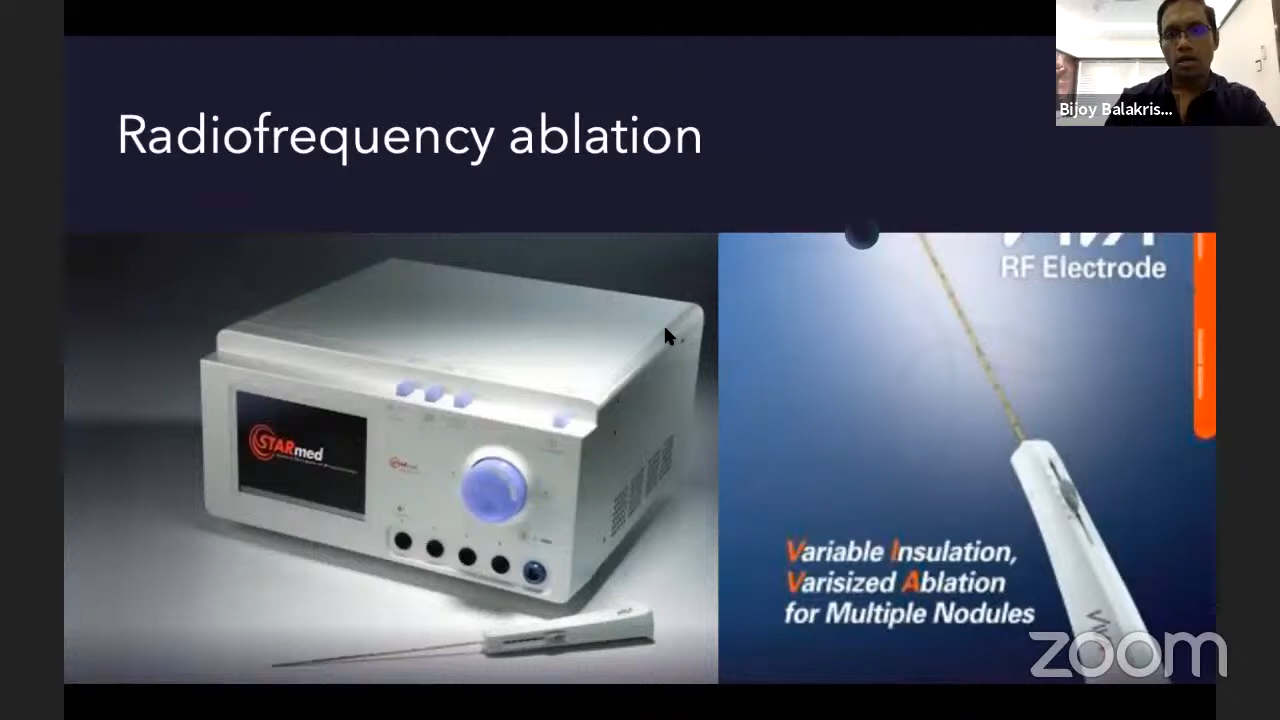 Bijoy Balakris...
Radiofrequency ablation
RF Electrode
STARmed
Variable Insulation,
Varisized Ablation
for Multiple Nodules
zoom